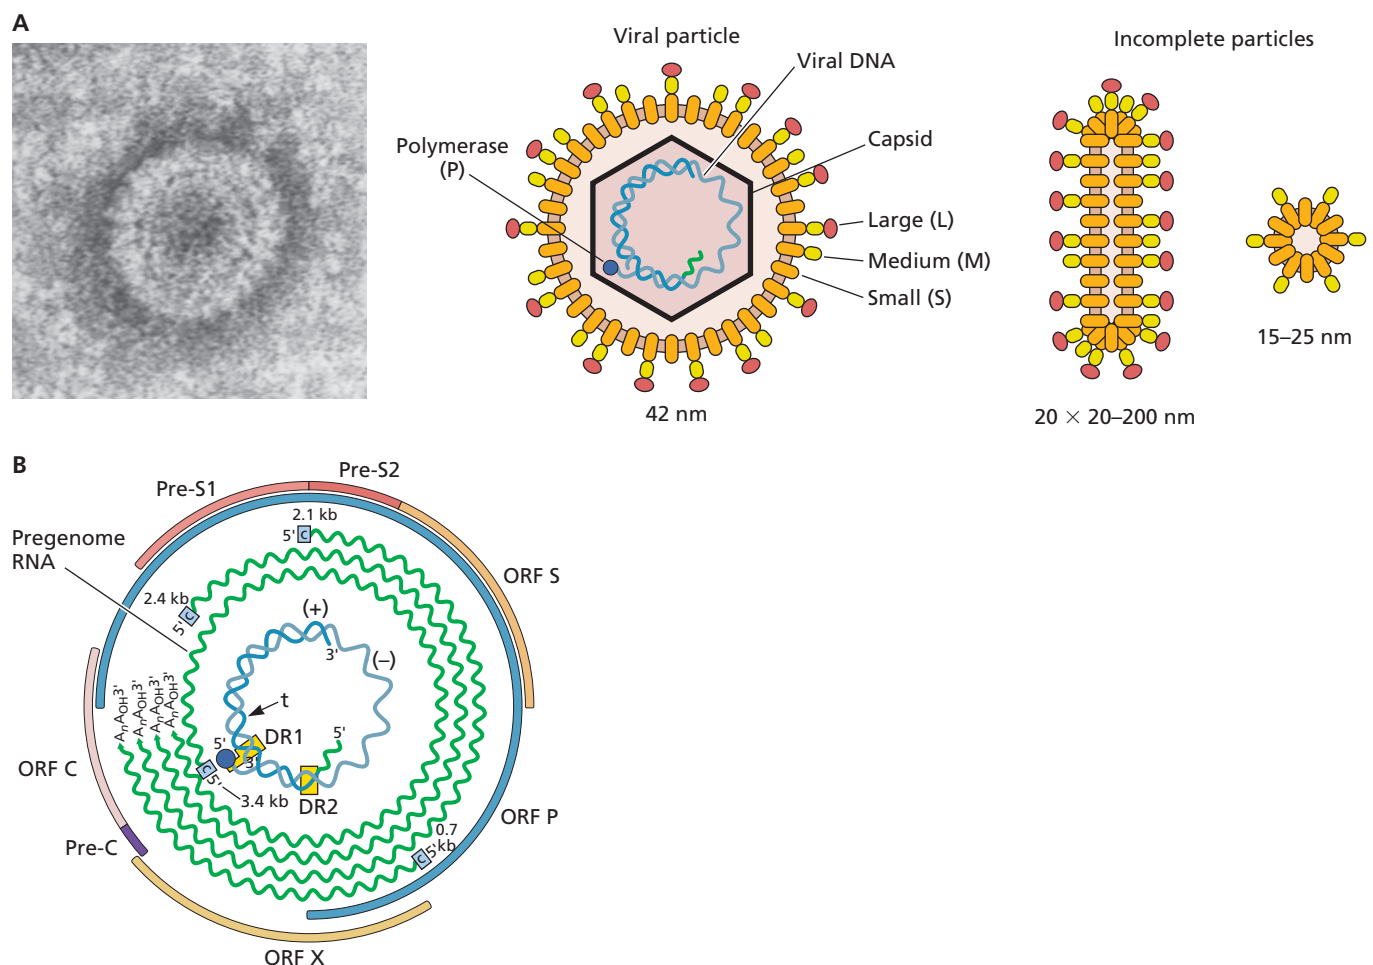 A
Viral particle
Incomplete particles
Viral DNA
Polymerase
(P)
Capsid
Large (L)
Medium (M)
Small (S)
42 nm
20 × 20–200 nm
15–25 nm
B
Pre-S1
Pre-S2
Pregenome
RNA
2.1 kb
5' c
ORF S
2.4 kb
c
5'
(+)
3'
(–)
AnAOH3'
AnAOH3'
AnAOH3'
AnAOH3'
t
5'
DR1
5'
3'
c
5'
3.4 kb
DR2
ORF C
ORF P
0.7
kb
c
5'
Pre-C
ORF X